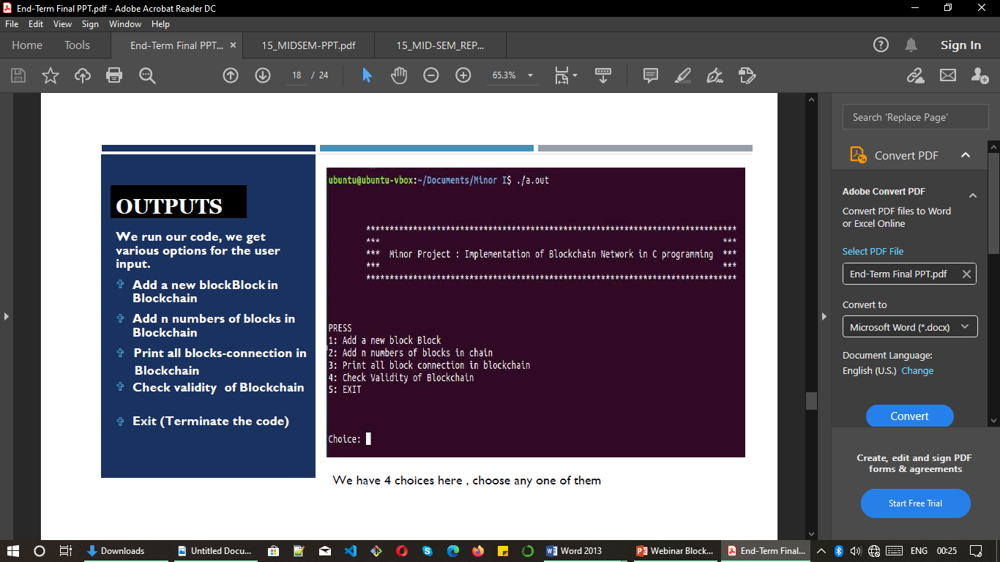 End-Term Final PPT.pdf - Adobe Acrobat Reader DC
File Edit View Sign Window Help
Home Tools End-Term Final PPT... × 15_MIDSEM-PPT.pdf 15_MID-SEM_REP... Sign In
18 / 24 65.3%
OUTPUTS
We run our code, we get
various options for the user
input.
Add a new blockBlock in
Blockchain
Add n numbers of blocks in
Blockchain
Print all blocks-connection in
Blockchain
Check validity of Blockchain
Exit (Terminate the code)
ubuntu@ubuntu-vbox:~/Documents/Minor I$ ./a.out
*******************************************************************************
*** ***
*** Minor Project : Implementation of Blockchain Network in C programming ***
*** ***
*******************************************************************************
PRESS
1: Add a new block Block
2: Add n numbers of blocks in chain
3: Print all block connection in blockchain
4: Check Validity of Blockchain
5: EXIT
Choice:
We have 4 choices here , choose any one of them
Search 'Replace Page'
Convert PDF
Adobe Convert PDF
Convert PDF files to Word
or Excel Online
Select PDF File
End-Term Final PPT.pdf
Convert to
Microsoft Word (*.docx)
Document Language:
English (U.S.) Change
Convert
Create, edit and sign PDF
forms & agreements
Start Free Trial
Downloads Untitled Docu... Word 2013 Webinar Block... End-Term Final... ENG 00:25